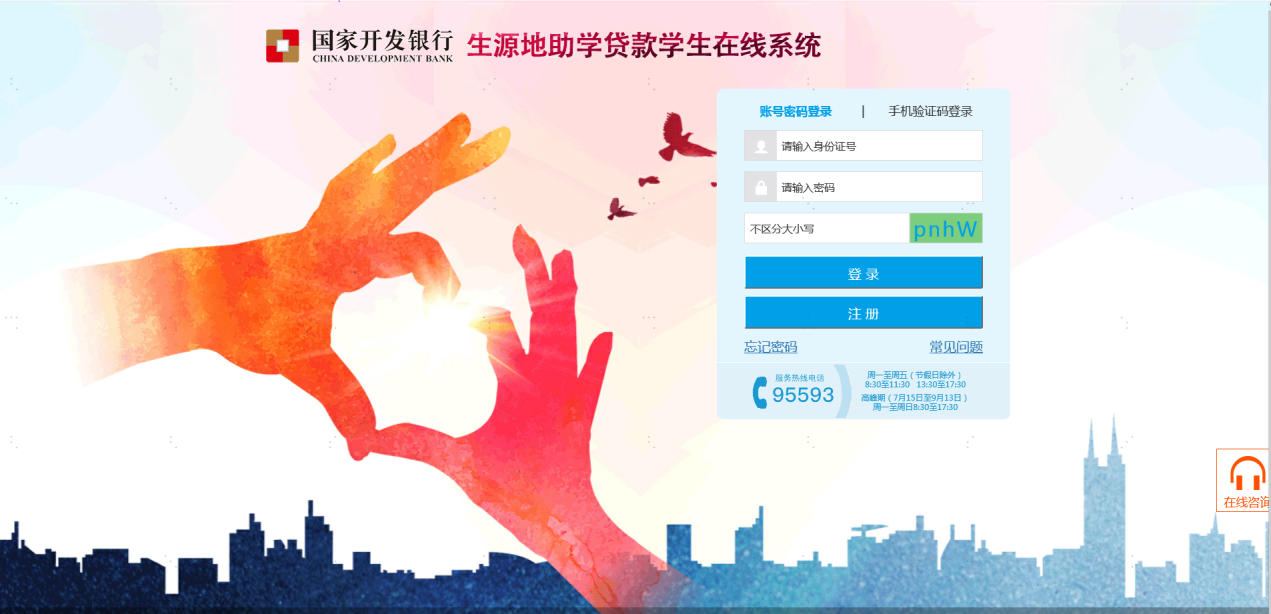 国家开发银行 生源地助学贷款学生在线系统
CHINA DEVELOPMENT BANK
账号密码登录 | 手机验证码登录
请输入身份证号
请输入密码
不区分大小写 pnhW
登 录
注 册
忘记密码 常见问题
服务热线电话
95593
周一至周五（节假日除外）
8:30至11:30 13:30至17:30
高峰期（7月15日至9月13日）
周一至周日8:30至17:30
在线咨询